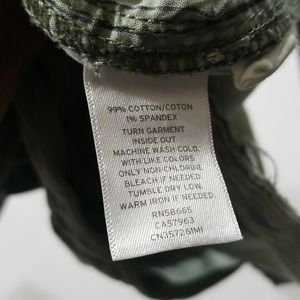 99% COTTON/COTON
1% SPANDEX
TURN GARMENT
INSIDE OUT
MACHINE WASH COLD
WITH LIKE COLORS.
ONLY NON-CHLORINE
BLEACH IF NEEDED.
TUMBLE DRY LOW.
WARM IRON IF NEEDED.
RN58665
CA57963
CN357261MI